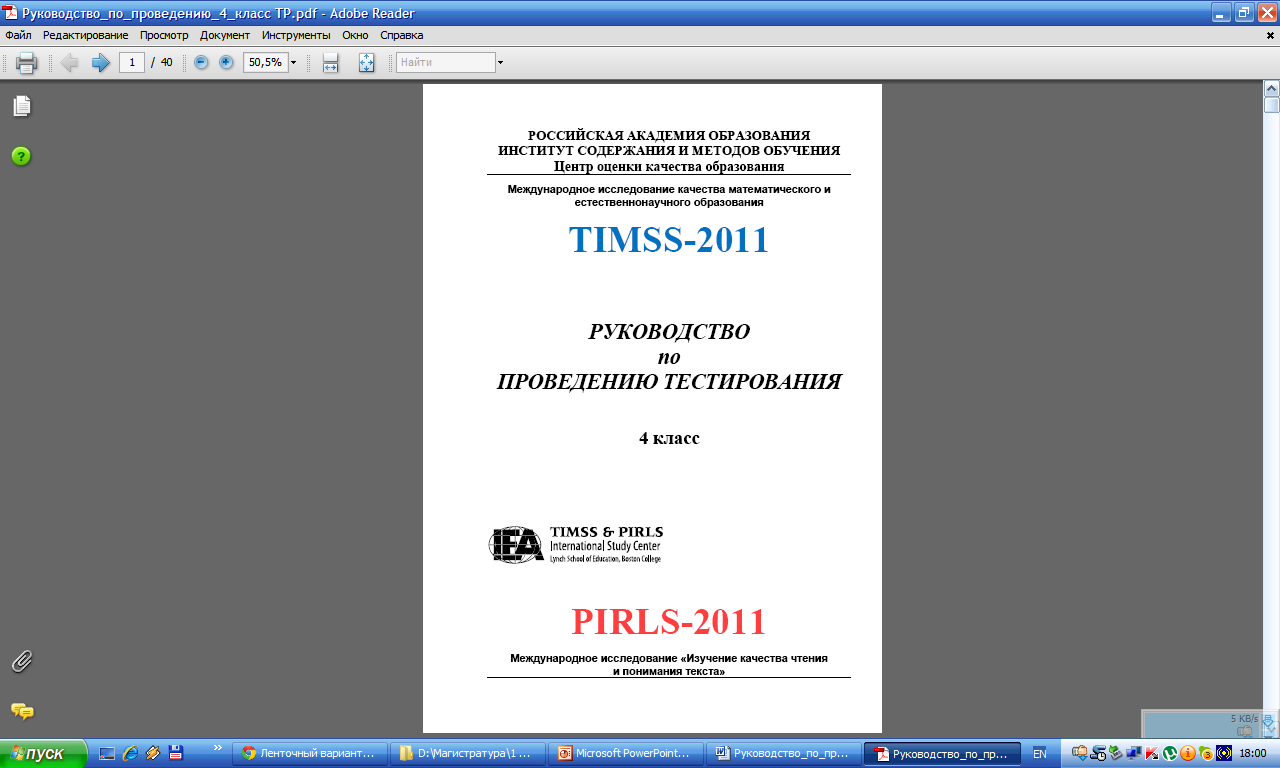 Руководство_по_проведению_4_класс TP.pdf - Adobe Reader
Файл Редактирование Просмотр Документ Инструменты Окно Справка
1 / 40 50,5% Найти
РОССИЙСКАЯ АКАДЕМИЯ ОБРАЗОВАНИЯ
ИНСТИТУТ СОДЕРЖАНИЯ И МЕТОДОВ ОБУЧЕНИЯ
Центр оценки качества образования
Международное исследование качества математического и
естественнонаучного образования
TIMSS-2011
РУКОВОДСТВО
по
ПРОВЕДЕНИЮ ТЕСТИРОВАНИЯ
4 класс
IEA
TIMSS & PIRLS
International Study Center
Lynch School of Education, Boston College
PIRLS-2011
Международное исследование «Изучение качества чтения
и понимания текста»
5 KB/s
пуск » Ленточный вариант... D:\Магистратура\1 ... Microsoft PowerPoint... Руководство_по_пр... Руководство_по_пр... EN 18:00